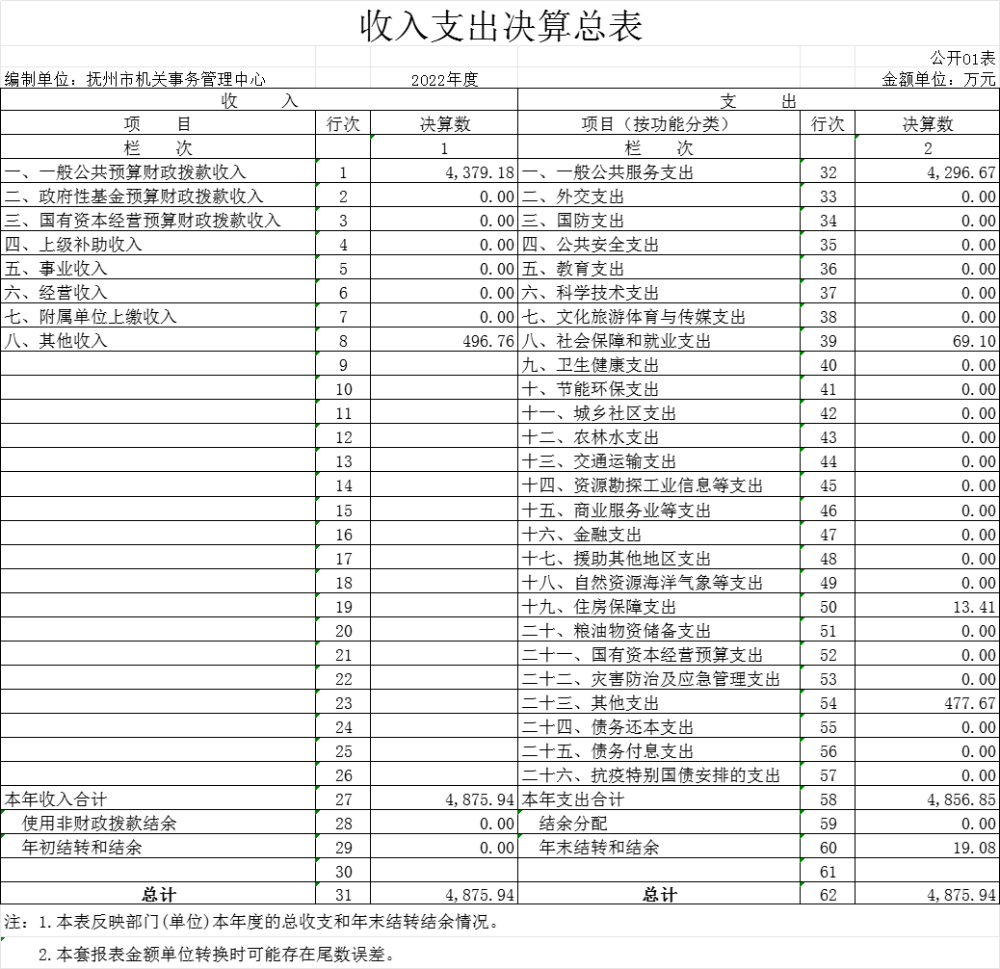 收入支出决算总表
公开01表
编制单位：抚州市机关事务管理中心 2022年度 金额单位：万元
收 入 支 出
项 目 行次 决算数 项目（按功能分类） 行次 决算数
栏 次 1 栏 次 2
一、一般公共预算财政拨款收入 1 4,379.18 一、一般公共服务支出 32 4,296.67
二、政府性基金预算财政拨款收入 2 0.00 二、外交支出 33 0.00
三、国有资本经营预算财政拨款收入 3 0.00 三、国防支出 34 0.00
四、上级补助收入 4 0.00 四、公共安全支出 35 0.00
五、事业收入 5 0.00 五、教育支出 36 0.00
六、经营收入 6 0.00 六、科学技术支出 37 0.00
七、附属单位上缴收入 7 0.00 七、文化旅游体育与传媒支出 38 0.00
八、其他收入 8 496.76 八、社会保障和就业支出 39 69.10
9 九、卫生健康支出 40 0.00
10 十、节能环保支出 41 0.00
11 十一、城乡社区支出 42 0.00
12 十二、农林水支出 43 0.00
13 十三、交通运输支出 44 0.00
14 十四、资源勘探工业信息等支出 45 0.00
15 十五、商业服务业等支出 46 0.00
16 十六、金融支出 47 0.00
17 十七、援助其他地区支出 48 0.00
18 十八、自然资源海洋气象等支出 49 0.00
19 十九、住房保障支出 50 13.41
20 二十、粮油物资储备支出 51 0.00
21 二十一、国有资本经营预算支出 52 0.00
22 二十二、灾害防治及应急管理支出 53 0.00
23 二十三、其他支出 54 477.67
24 二十四、债务还本支出 55 0.00
25 二十五、债务付息支出 56 0.00
26 二十六、抗疫特别国债安排的支出 57 0.00
本年收入合计 27 4,875.94 本年支出合计 58 4,856.85
使用非财政拨款结余 28 0.00 结余分配 59 0.00
年初结转和结余 29 0.00 年末结转和结余 60 19.08
30 61
总计 31 4,875.94 总计 62 4,875.94
注：1.本表反映部门(单位)本年度的总收支和年末结转结余情况。
2.本套报表金额单位转换时可能存在尾数误差。